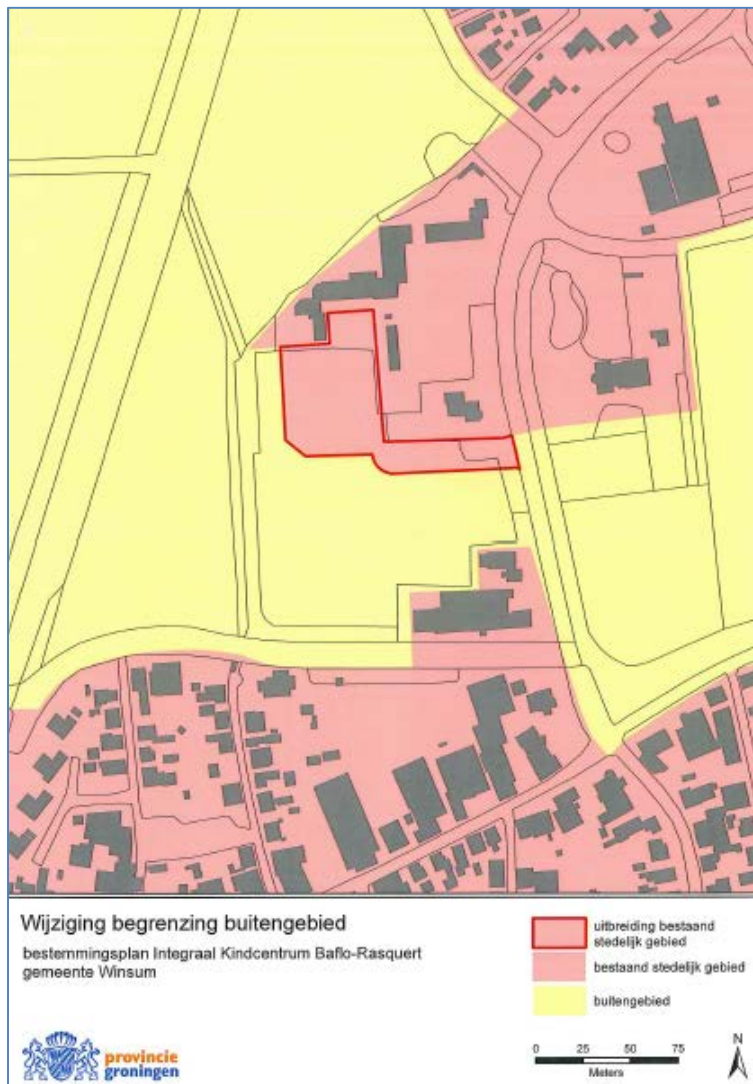 Wijziging begrenzing buitengebied
bestemmingsplan Integraal Kindcentrum Baflo-Rasquert
gemeente Winsum
uitbreiding bestaand
stedelijk gebied
bestaand stedelijk gebied
buitengebied
provincie
groningen
0 25 50 75
Meters
N